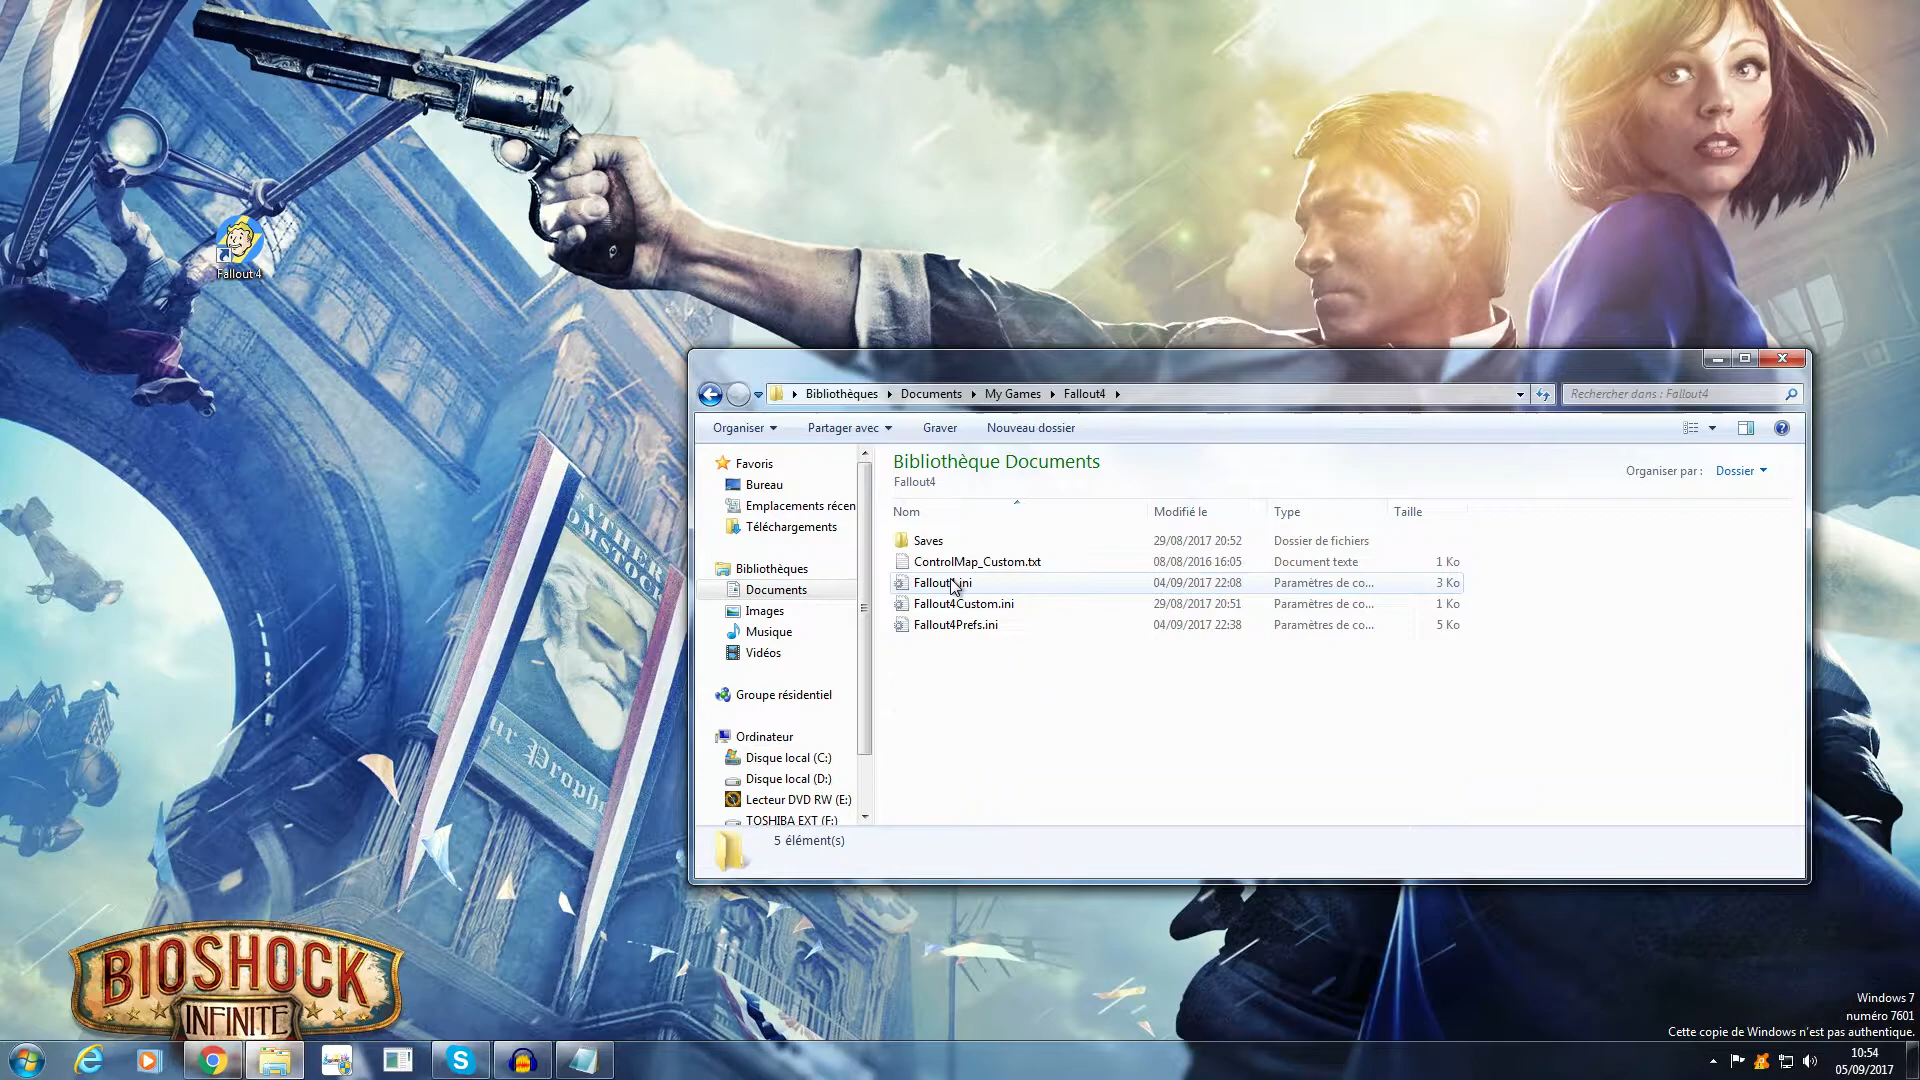 Fallout 4
Bibliothèques
Documents
My Games
Fallout4
Rechercher dans : Fallout4
Organiser
Partager avec
Graver
Nouveau dossier
Favoris
Bureau
Emplacements récen
Téléchargements
Bibliothèques
Documents
Images
Musique
Vidéos
Groupe résidentiel
Ordinateur
Disque local (C:)
Disque local (D:)
Lecteur DVD RW (E:)
TOSHIBA EXT (F:)
Bibliothèque Documents
Fallout4
Organiser par : Dossier
Nom Modifié le Type Taille
Saves 29/08/2017 20:52 Dossier de fichiers
ControlMap_Custom.txt 08/08/2016 16:05 Document texte 1 Ko
Fallout4.ini 04/09/2017 22:08 Paramètres de co... 3 Ko
Fallout4Custom.ini 29/08/2017 20:51 Paramètres de co... 1 Ko
Fallout4Prefs.ini 04/09/2017 22:38 Paramètres de co... 5 Ko
5 élément(s)
ATHER
OMSTOCK
ur Proph
BIOSHOCK
INFINITE
Windows 7
numéro 7601
Cette copie de Windows n'est pas authentique.
10:54
05/09/2017